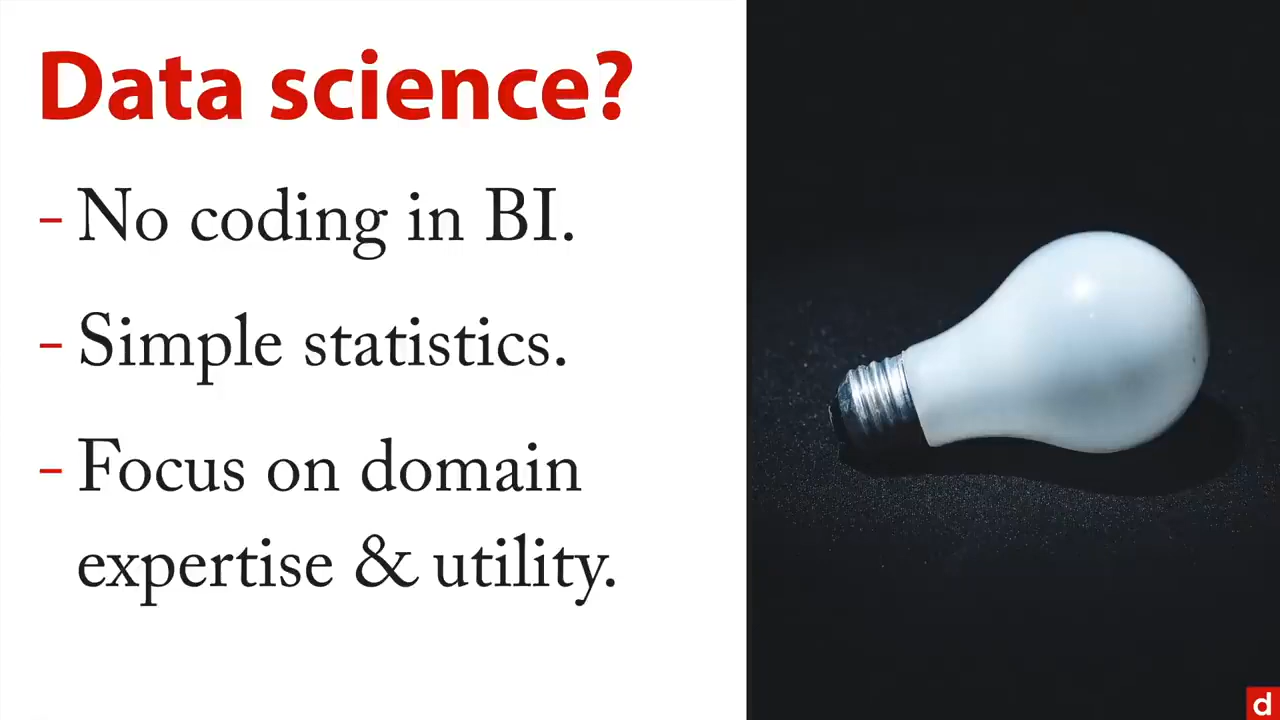 Data science?
- No coding in BI.
- Simple statistics.
- Focus on domain
expertise & utility.
d